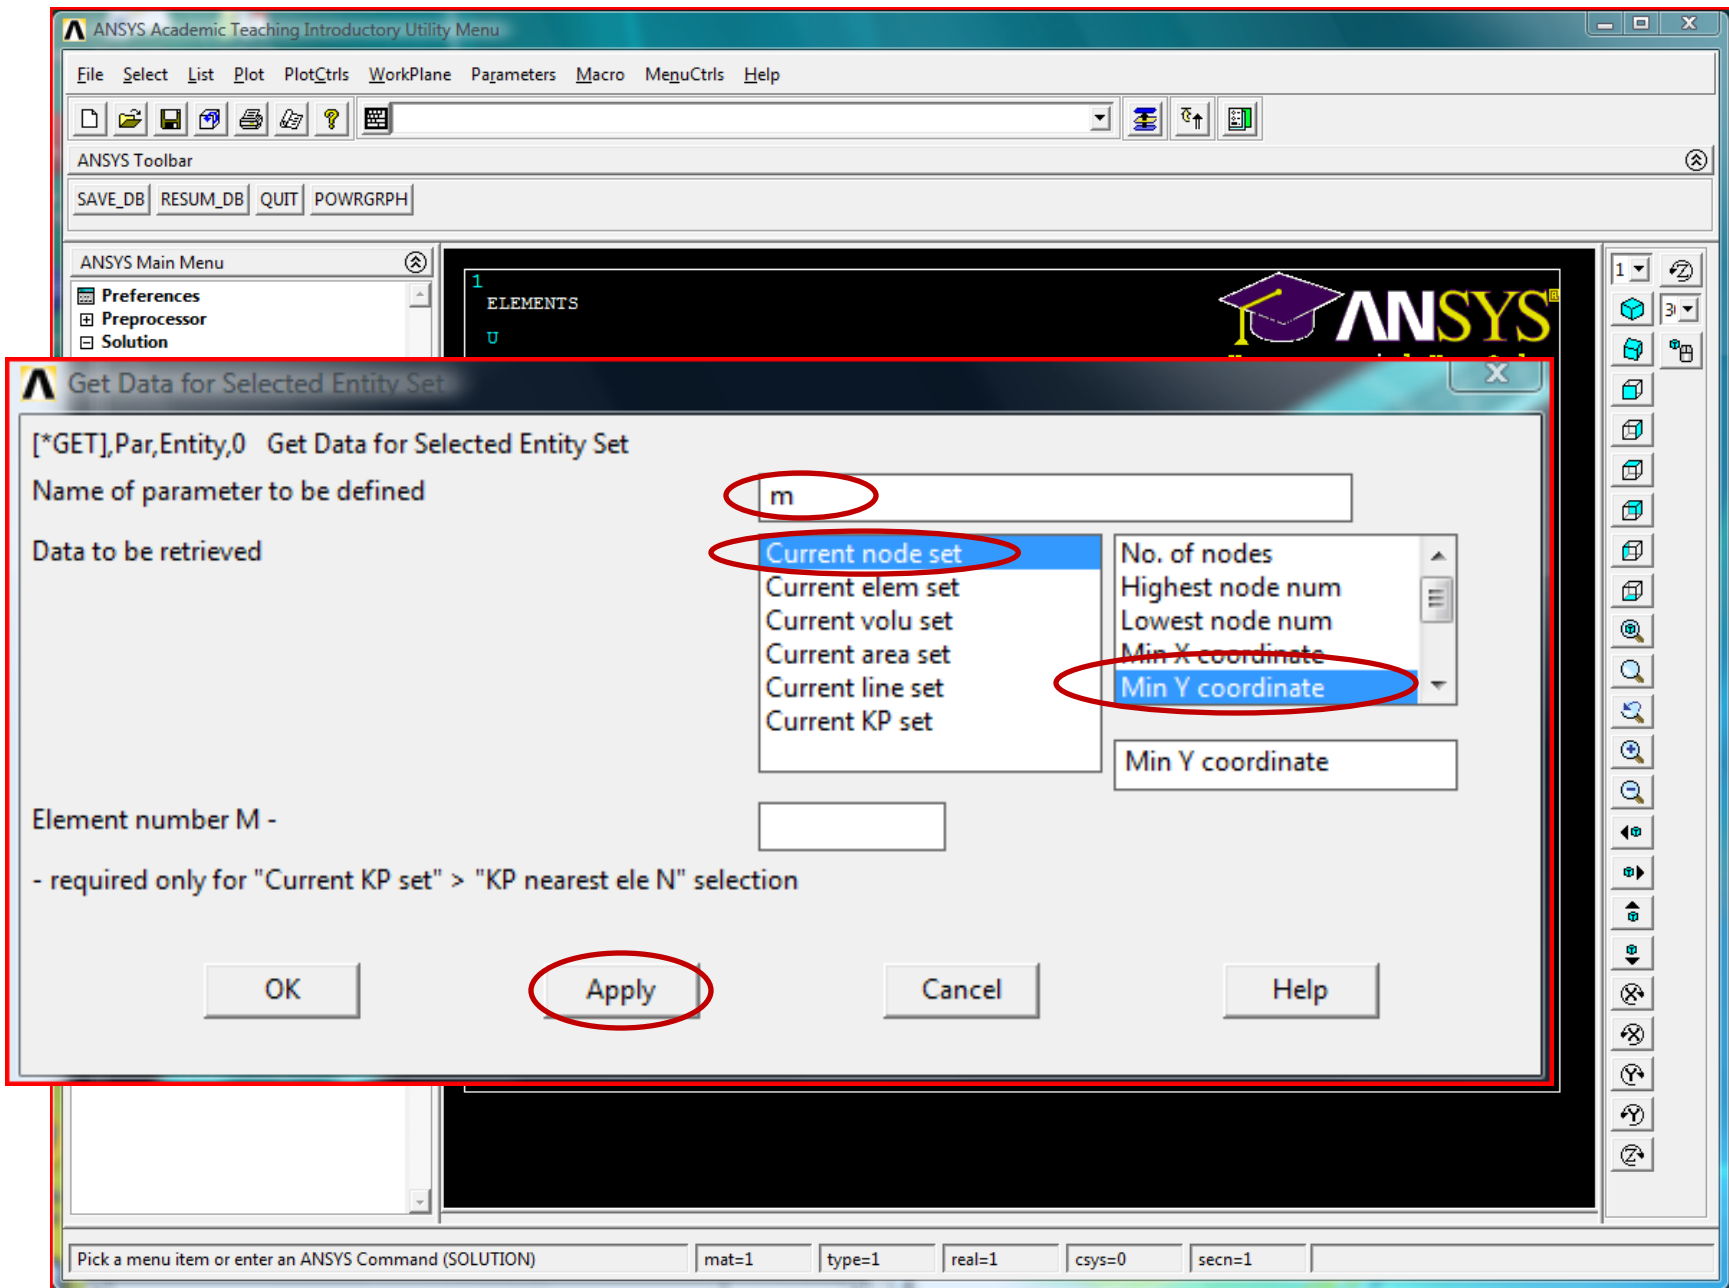 ANSYS Academic Teaching Introductory Utility Menu
File Select List Plot PlotCtrls WorkPlane Parameters Macro MenuCtrls Help
ANSYS Toolbar
SAVE_DB RESUM_DB QUIT POWRGRPH
ANSYS Main Menu
Preferences
Preprocessor
Solution
1
ELEMENTS
U
ANSYS®
1
Get Data for Selected Entity Set
[*GET],Par,Entity,0 Get Data for Selected Entity Set
Name of parameter to be defined
m
Data to be retrieved
Current node set
Current elem set
Current volu set
Current area set
Current line set
Current KP set
No. of nodes
Highest node num
Lowest node num
Min X coordinate
Min Y coordinate
Min Y coordinate
Element number M -
- required only for "Current KP set" > "KP nearest ele N" selection
OK Apply Cancel Help
Pick a menu item or enter an ANSYS Command (SOLUTION) mat=1 type=1 real=1 csys=0 secn=1